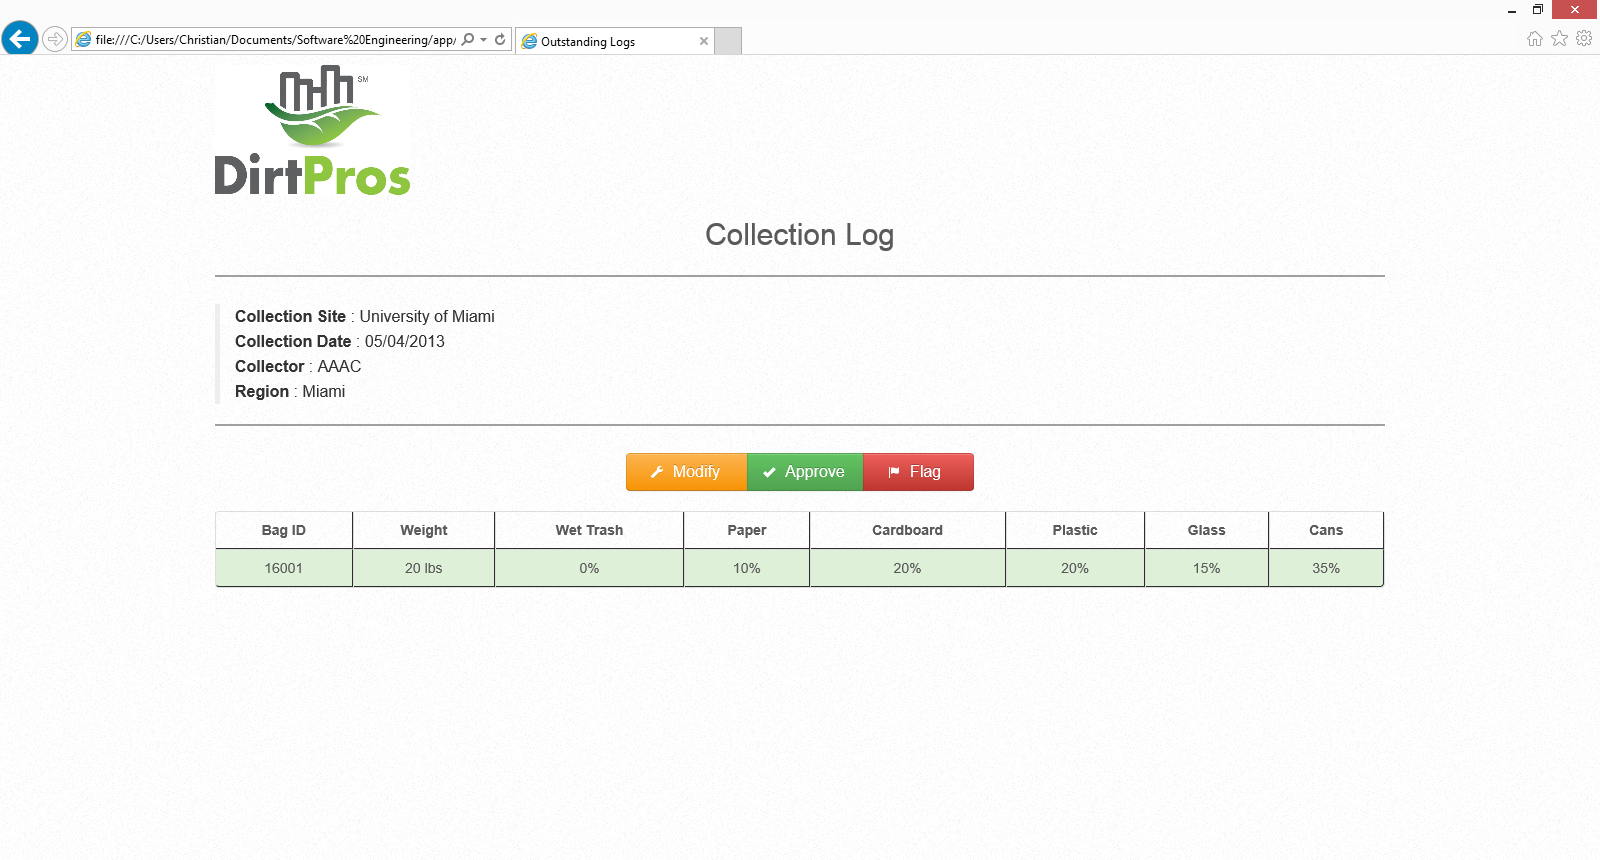 file:///C:/Users/Christian/Documents/Software%20Engineering/app/
Outstanding Logs
SM
DirtPros
Collection Log
Collection Site : University of Miami
Collection Date : 05/04/2013
Collector : AAAC
Region : Miami
Modify Approve Flag
Bag ID Weight Wet Trash Paper Cardboard Plastic Glass Cans
16001 20 lbs 0% 10% 20% 20% 15% 35%